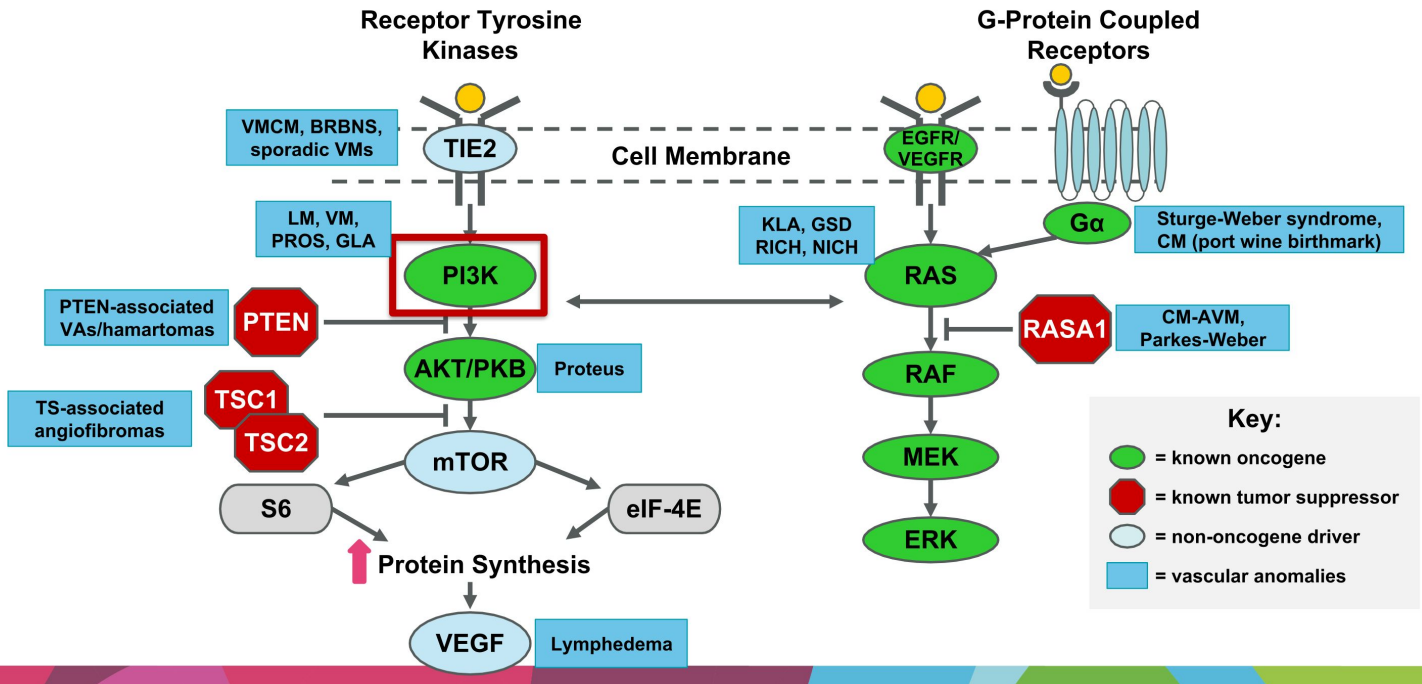 Receptor Tyrosine
Kinases
G-Protein Coupled
Receptors
VMCM, BRBNS,
sporadic VMs
TIE2
Cell Membrane
EGFR/
VEGFR
LM, VM,
PROS, GLA
PI3K
KLA, GSD
RICH, NICH
RAS
Gα
Sturge-Weber syndrome,
CM (port wine birthmark)
PTEN-associated
VAs/hamartomas
PTEN
RASA1
CM-AVM,
Parkes-Weber
AKT/PKB
Proteus
RAF
TS-associated
angiofibromas
TSC1
TSC2
mTOR
MEK
S6
eIF-4E
ERK
Protein Synthesis
VEGF
Lymphedema
Key:
= known oncogene
= known tumor suppressor
= non-oncogene driver
= vascular anomalies